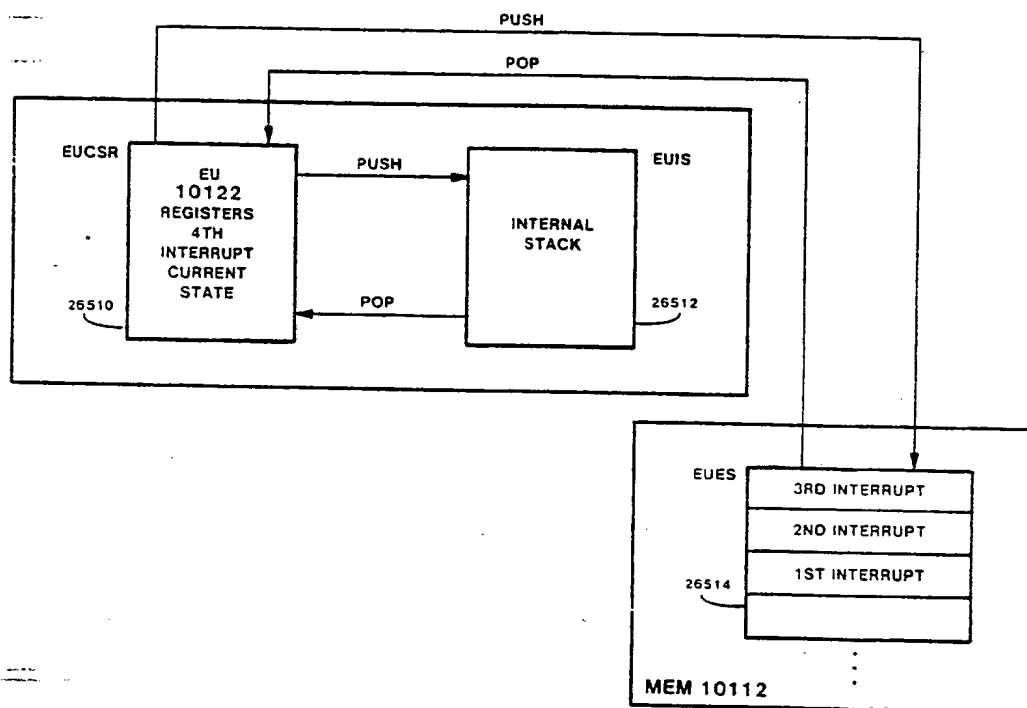 PUSH
POP
EUCSR
EU
10122
REGISTERS
4TH
INTERRUPT
CURRENT
STATE
26510
PUSH
POP
EUIS
INTERNAL
STACK
26512
EUES
3RD INTERRUPT
2NO INTERRUPT
1ST INTERRUPT
26514
MEM 10112